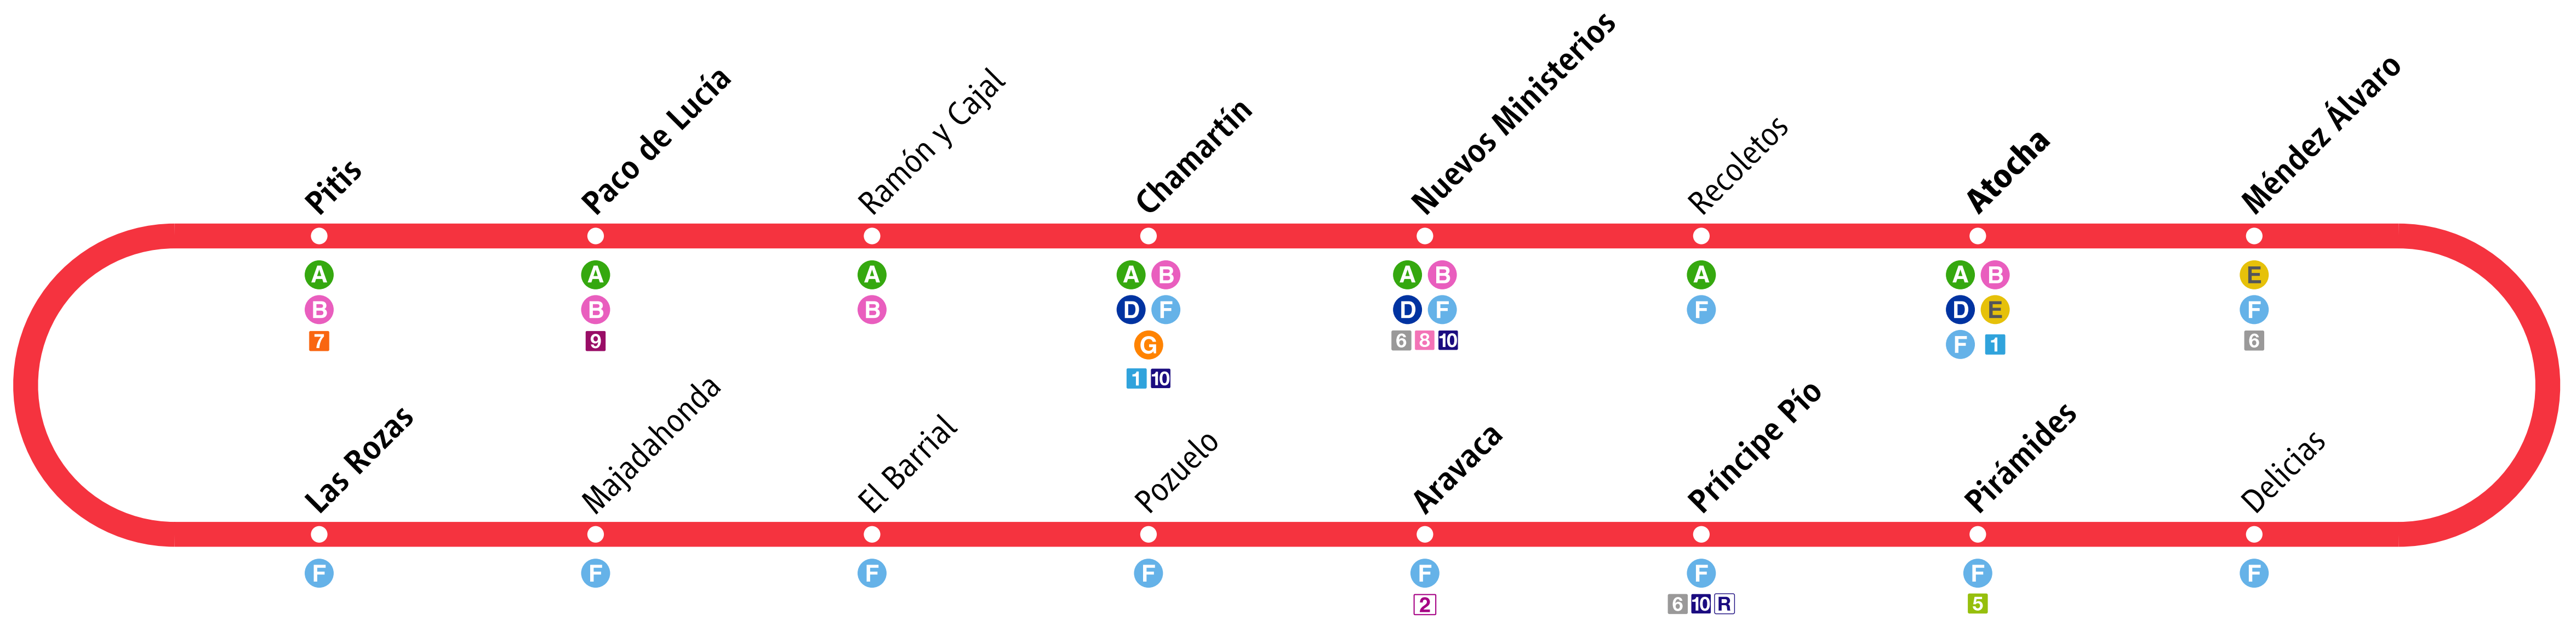 Pitis
Paco de Lucía
Ramón y Cajal
Chamartín
Nuevos Ministerios
Recoletos
Atocha
Méndez Álvaro
A
B
7
A
B
9
A
B
A B
D F
G
1 10
A B
D F
6 8 10
A
F
A B
D E
F 1
E
F
6
Las Rozas
Majadahonda
El Barrial
Pozuelo
Aravaca
Príncipe Pío
Pirámides
Delicias
F
F
F
F
F
2
F
6 10 R
F
5
F